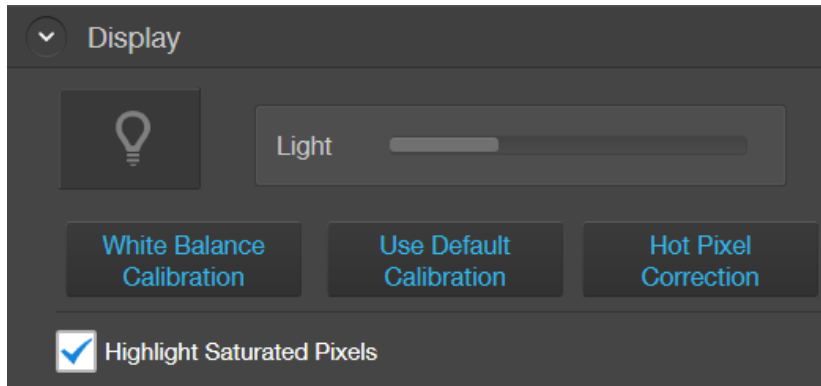 Display
Light
White Balance
Calibration
Use Default
Calibration
Hot Pixel
Correction
Highlight Saturated Pixels